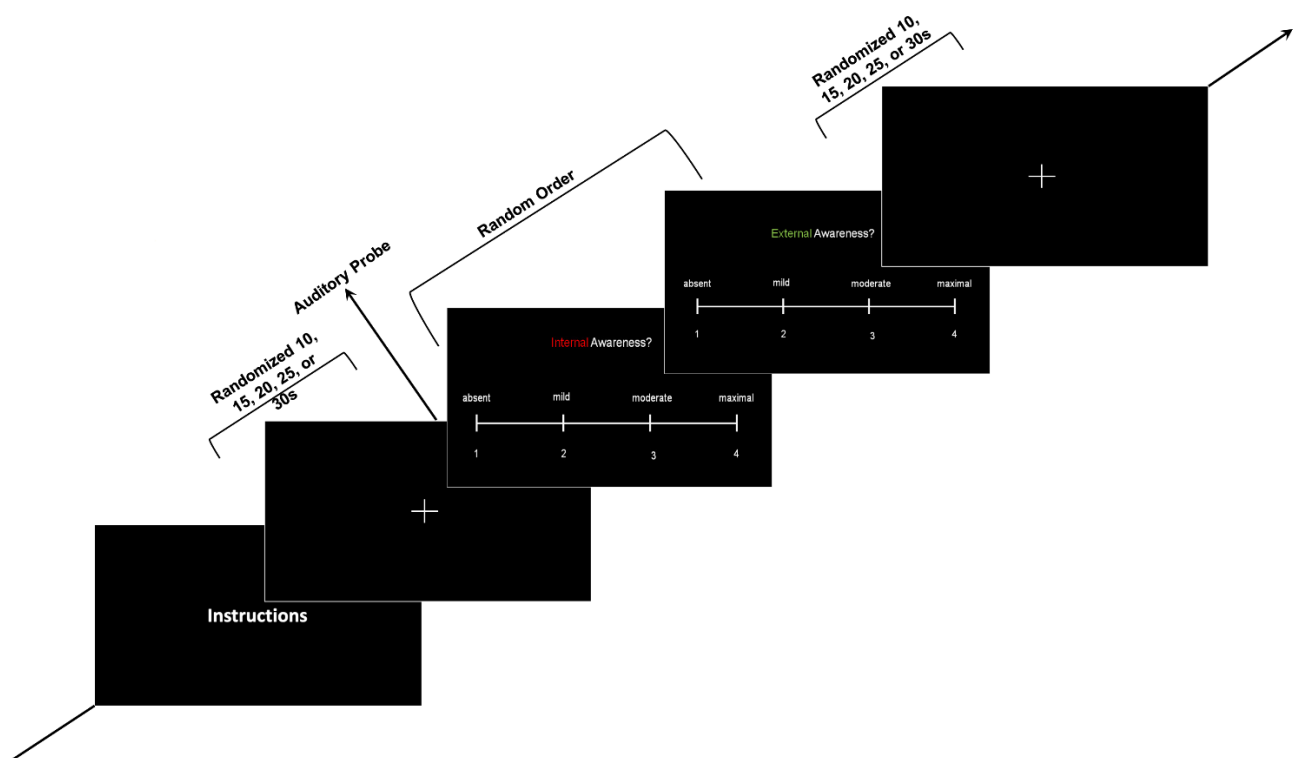 Randomized 10,
15, 20, 25, or 30s
Random Order
Auditory Probe
External Awareness?
absent mild moderate maximal
1 2 3 4
Randomized 10,
15, 20, 25, or
30s
Internal Awareness?
absent mild moderate maximal
1 2 3 4
Instructions